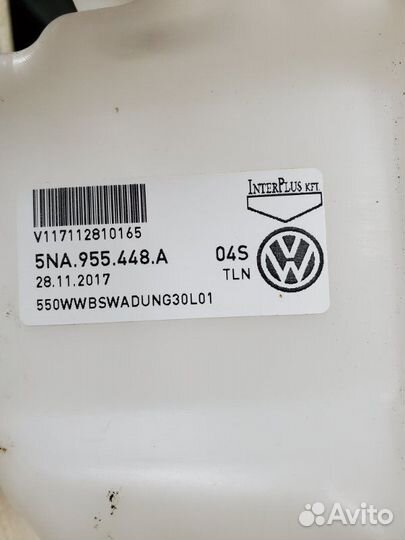 INTERPLUS KFT.
V117112810165
5NA.955.448.A 04S
28.11.2017 TLN
550WWBSWADUNG30L01
Avito